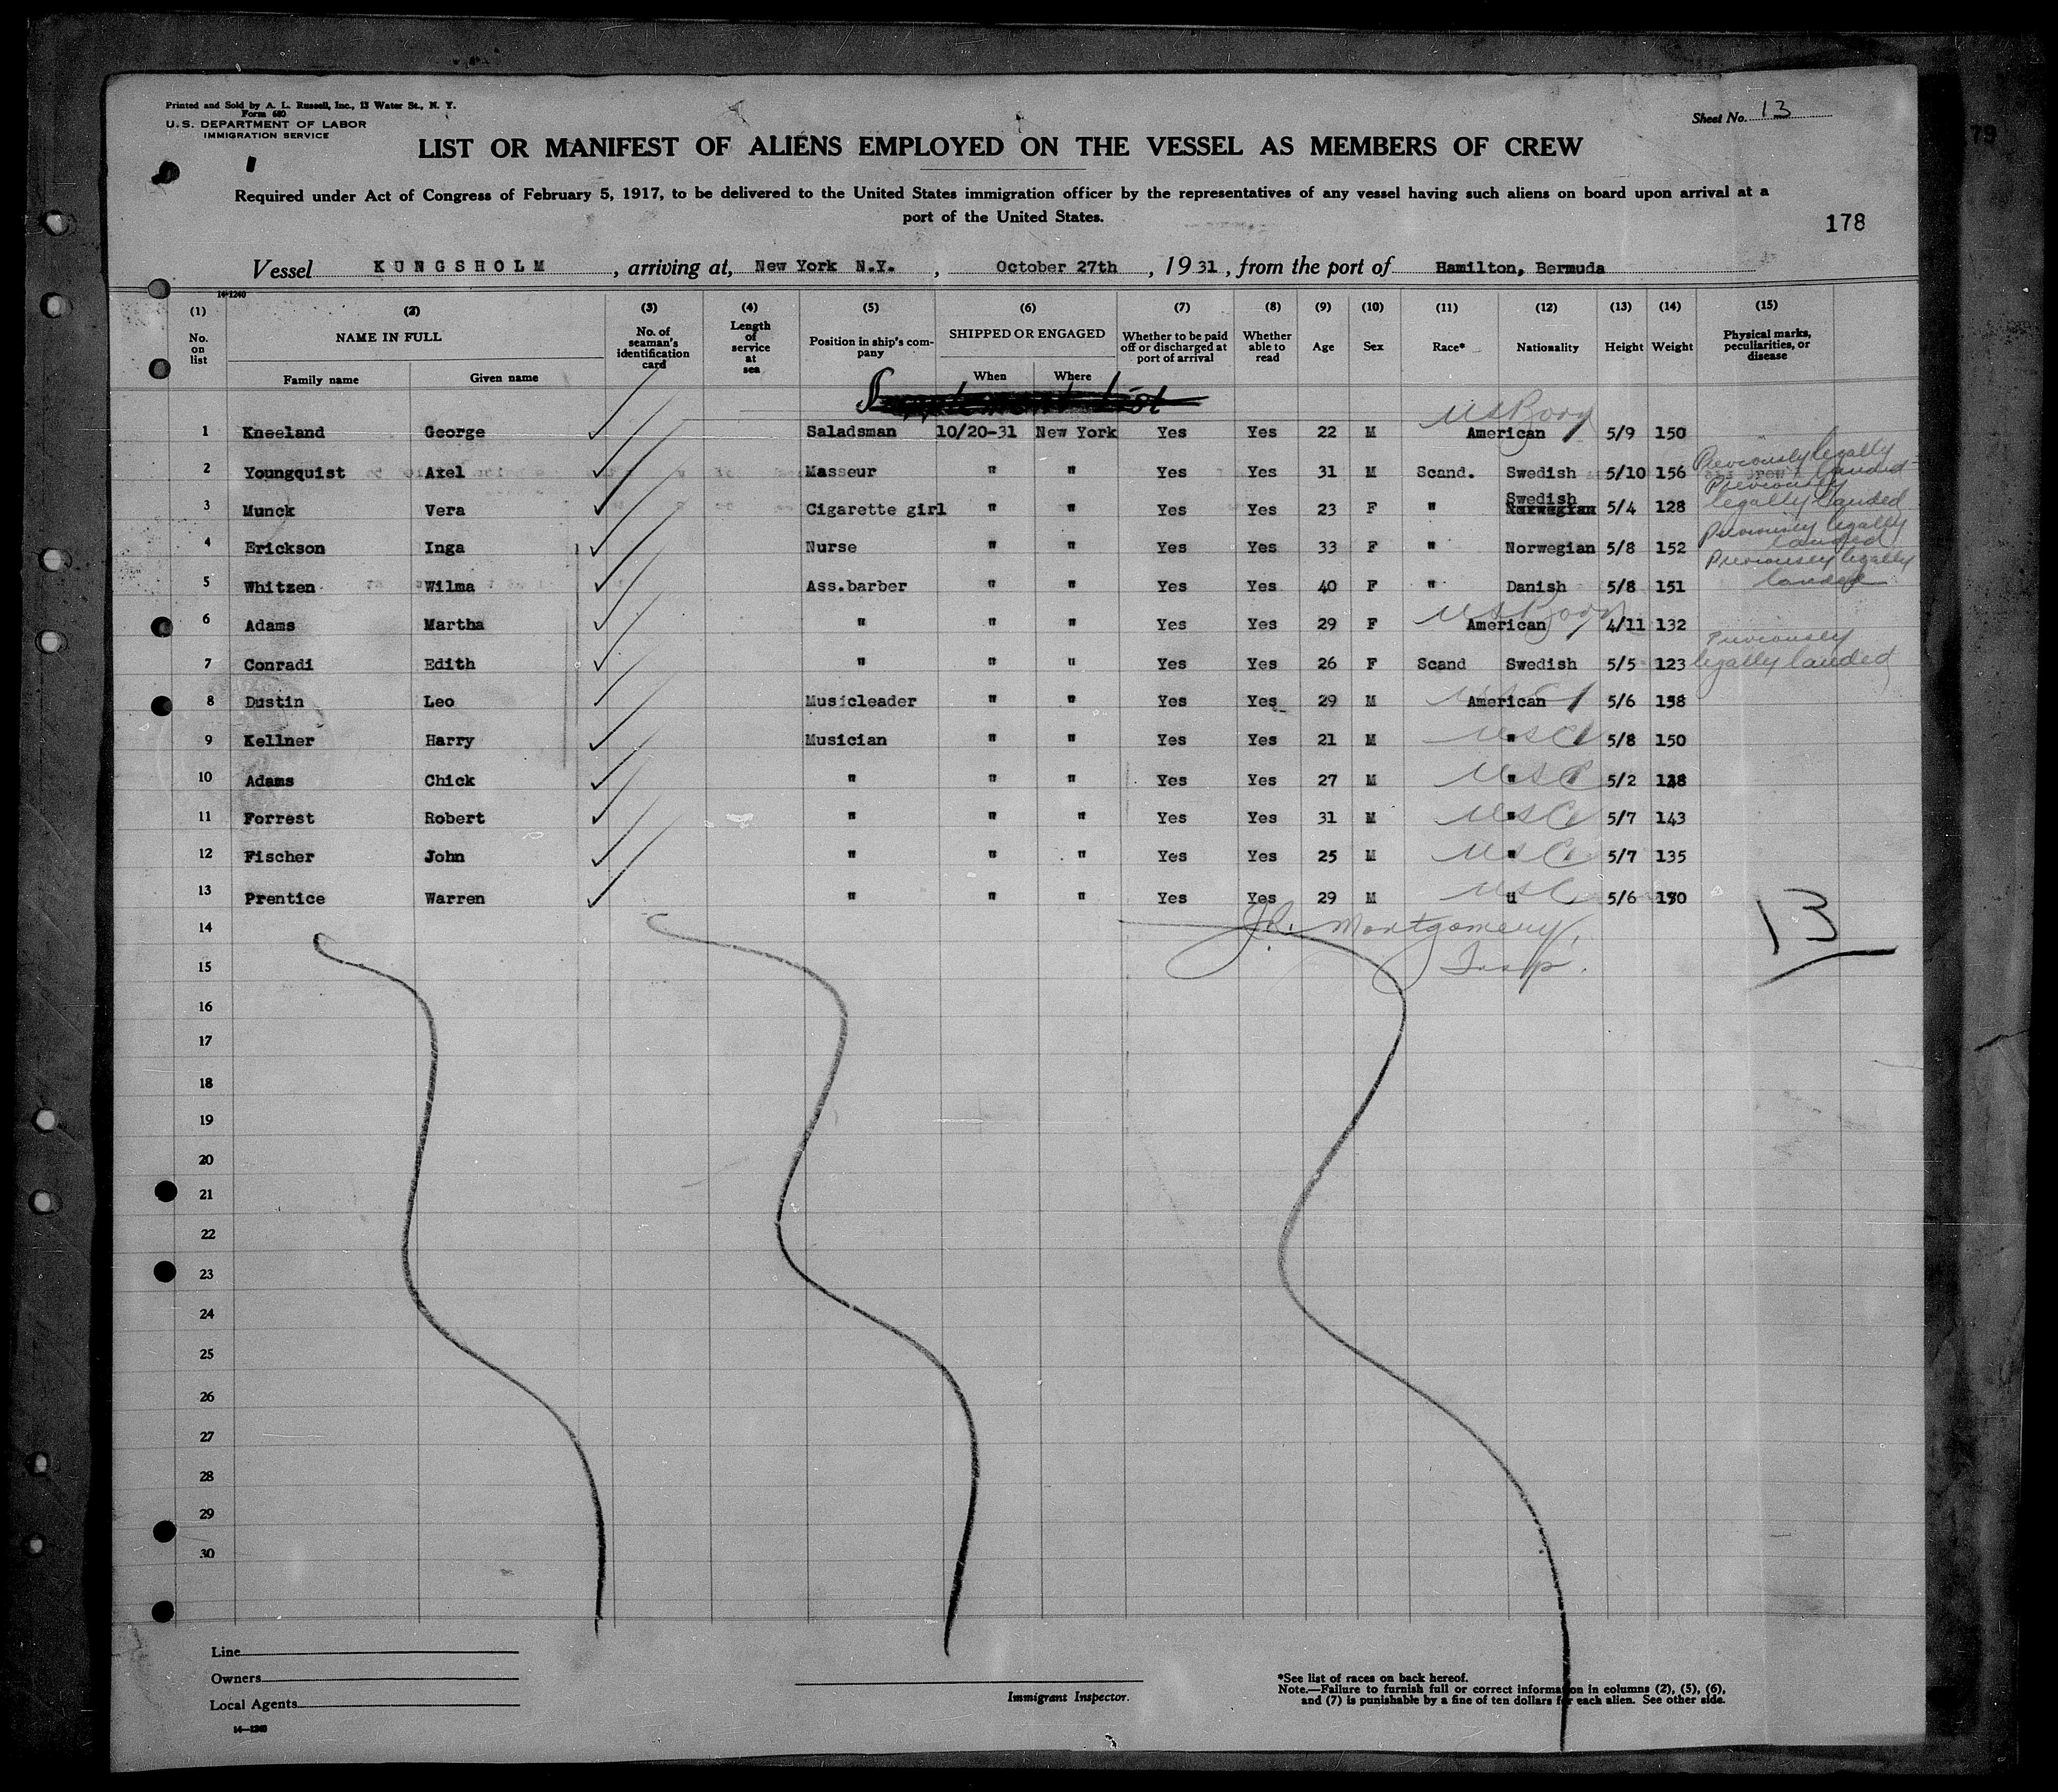 Printed and Sold by A. L. Russell, Inc., 13 Water St., N. Y.
Form 680
U. S. DEPARTMENT OF LABOR
IMMIGRATION SERVICE
Sheet No. 13
LIST OR MANIFEST OF ALIENS EMPLOYED ON THE VESSEL AS MEMBERS OF CREW
Required under Act of Congress of February 5, 1917, to be delivered to the United States immigration officer by the representatives of any vessel having such aliens on board upon arrival at a
port of the United States.
178
Vessel KUNGSHOLM, arriving at, New York N.Y., October 27th, 1931, from the port of Hamilton, Bermuda
14-1240
(1) (2) (3) (4) (5) (6) (7) (8) (9) (10) (11) (12) (13) (14) (15)
No. on list NAME IN FULL Family name Given name No. of seaman's identification card Length of service at sea Position in ship's company SHIPPED OR ENGAGED When Where Whether to be paid off or discharged at port of arrival Whether able to read Age Sex Race* Nationality Height Weight Physical marks, peculiarities, or disease
1 Kneeland George Saladsman 10/20-31 New York Yes Yes 22 M American US Born 5/9 150
2 Youngquist Axel Masseur " " Yes Yes 31 M Scand. Swedish 5/10 156 Previously legally landed
3 Munck Vera Cigarette girl " " Yes Yes 23 F " Swedish Norwegian 5/4 128 Previously legally landed
4 Erickson Inga Nurse " " Yes Yes 33 F " Norwegian 5/8 152 Previously legally landed
5 Whitzen Wilma Ass.barber " " Yes Yes 40 F " Danish 5/8 151 Previously legally landed
6 Adams Martha " " " Yes Yes 29 F American US Born 4/11 132
7 Conradi Edith " " " Yes Yes 26 F Scand Swedish 5/5 123 Previously legally landed
8 Dustin Leo Musicleader " " Yes Yes 29 M American USC 5/6 158
9 Kellner Harry Musician " " Yes Yes 21 M " USC 5/8 150
10 Adams Chick " " " Yes Yes 27 M " USC 5/2
11 Forrest Robert " " " Yes Yes 31 M " USC 5/7 143
12 Fischer John " " " Yes Yes 25 M " USC 5/7 135
13 Prentice Warren " " " Yes Yes 29 M " USC 5/6
14 J.R. Montgomery, 13
15 Insp.
16
17
18
19
20
21
22
23
24
25
26
27
28
29
30
Line
Owners
Local Agents
14—1240
Immigrant Inspector.
*See list of races on back hereof.
Note.—Failure to furnish full or correct information in columns (2), (5), (6),
and (7) is punishable by a fine of ten dollars for each alien. See other side.